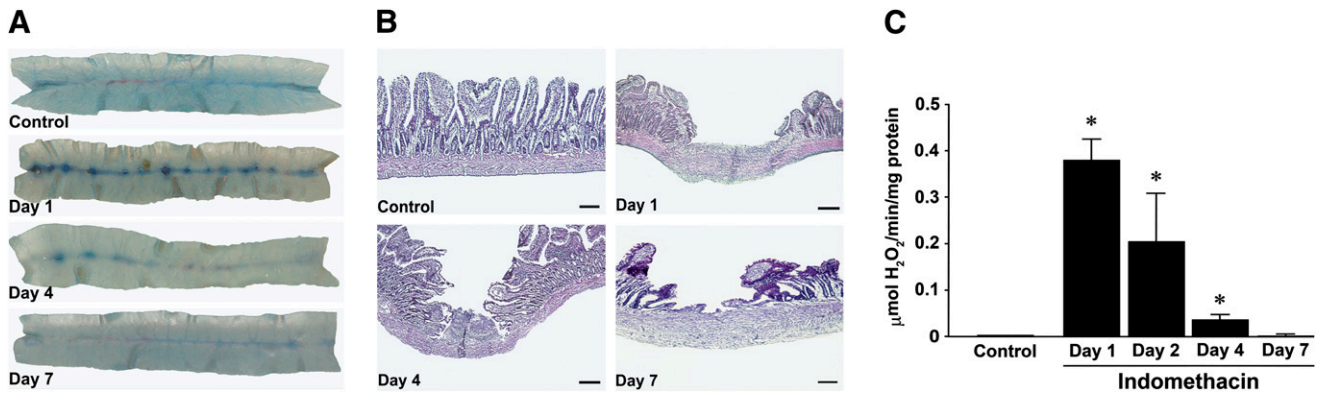 A
Control
Day 1
Day 4
Day 7
B
Control
Day 1
Day 4
Day 7
C
μmol H₂O₂/min/mg protein
0.5
0.4
0.3
0.2
0.1
0
*
*
*
Control Day 1 Day 2 Day 4 Day 7
Indomethacin